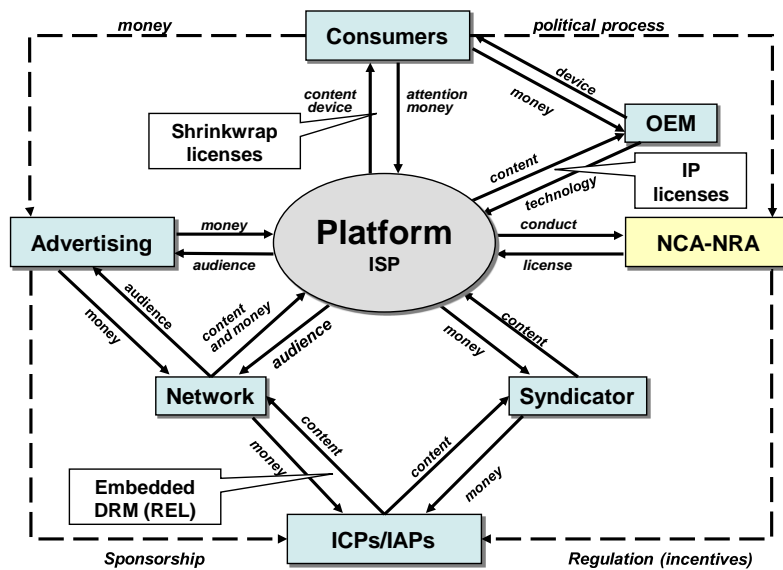 money
Consumers
political process
content
device
attention
money
device
money
OEM
Shrinkwrap
licenses
content
technology
IP
licenses
Advertising
money
audience
Platform
ISP
conduct
license
NCA-NRA
audience
money
content
and money
audience
money
content
Network
Syndicator
money
content
content
money
Embedded
DRM (REL)
ICPs/IAPs
Sponsorship
Regulation (incentives)